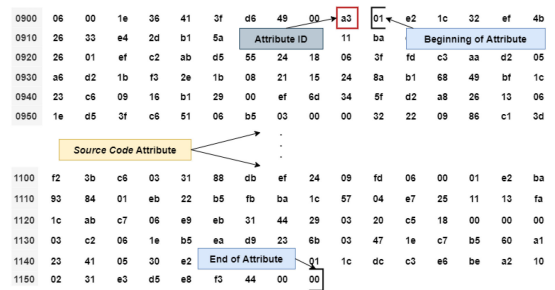 0900 06 00 1e 36 41 3f d6 49 00 a3 01 e2 1c 32 ef 4b
0910 26 33 e4 2d b1 5a Attribute ID 11 ba Beginning of Attribute
0920 26 01 ef c2 ab d5 55 24 18 06 3f fd c3 aa d2 05
0930 a6 d2 1b f3 2e 1b 08 21 15 24 8a b1 68 49 bf 1c
0940 23 c6 09 16 b1 29 00 ef 6d 34 5f d2 a8 26 13 06
0950 1e d5 3f c6 51 06 b5 03 00 00 32 22 09 86 c1 3d
Source Code Attribute
1100 f2 3b c6 03 31 88 db ef 24 09 fd 06 00 01 e2 ba
1110 93 84 01 eb 22 b5 fb ba 1c 57 04 e7 25 11 13 fa
1120 1c ab c7 06 e9 eb 31 44 29 03 20 c5 18 00 00 00
1130 03 c2 06 1e b5 ea d9 23 6b 03 47 1e c7 b5 60 a1
1140 23 41 05 30 e2 End of Attribute 01 1c dc c3 e6 be a2 10
1150 02 31 e3 d5 e8 f3 44 00 00